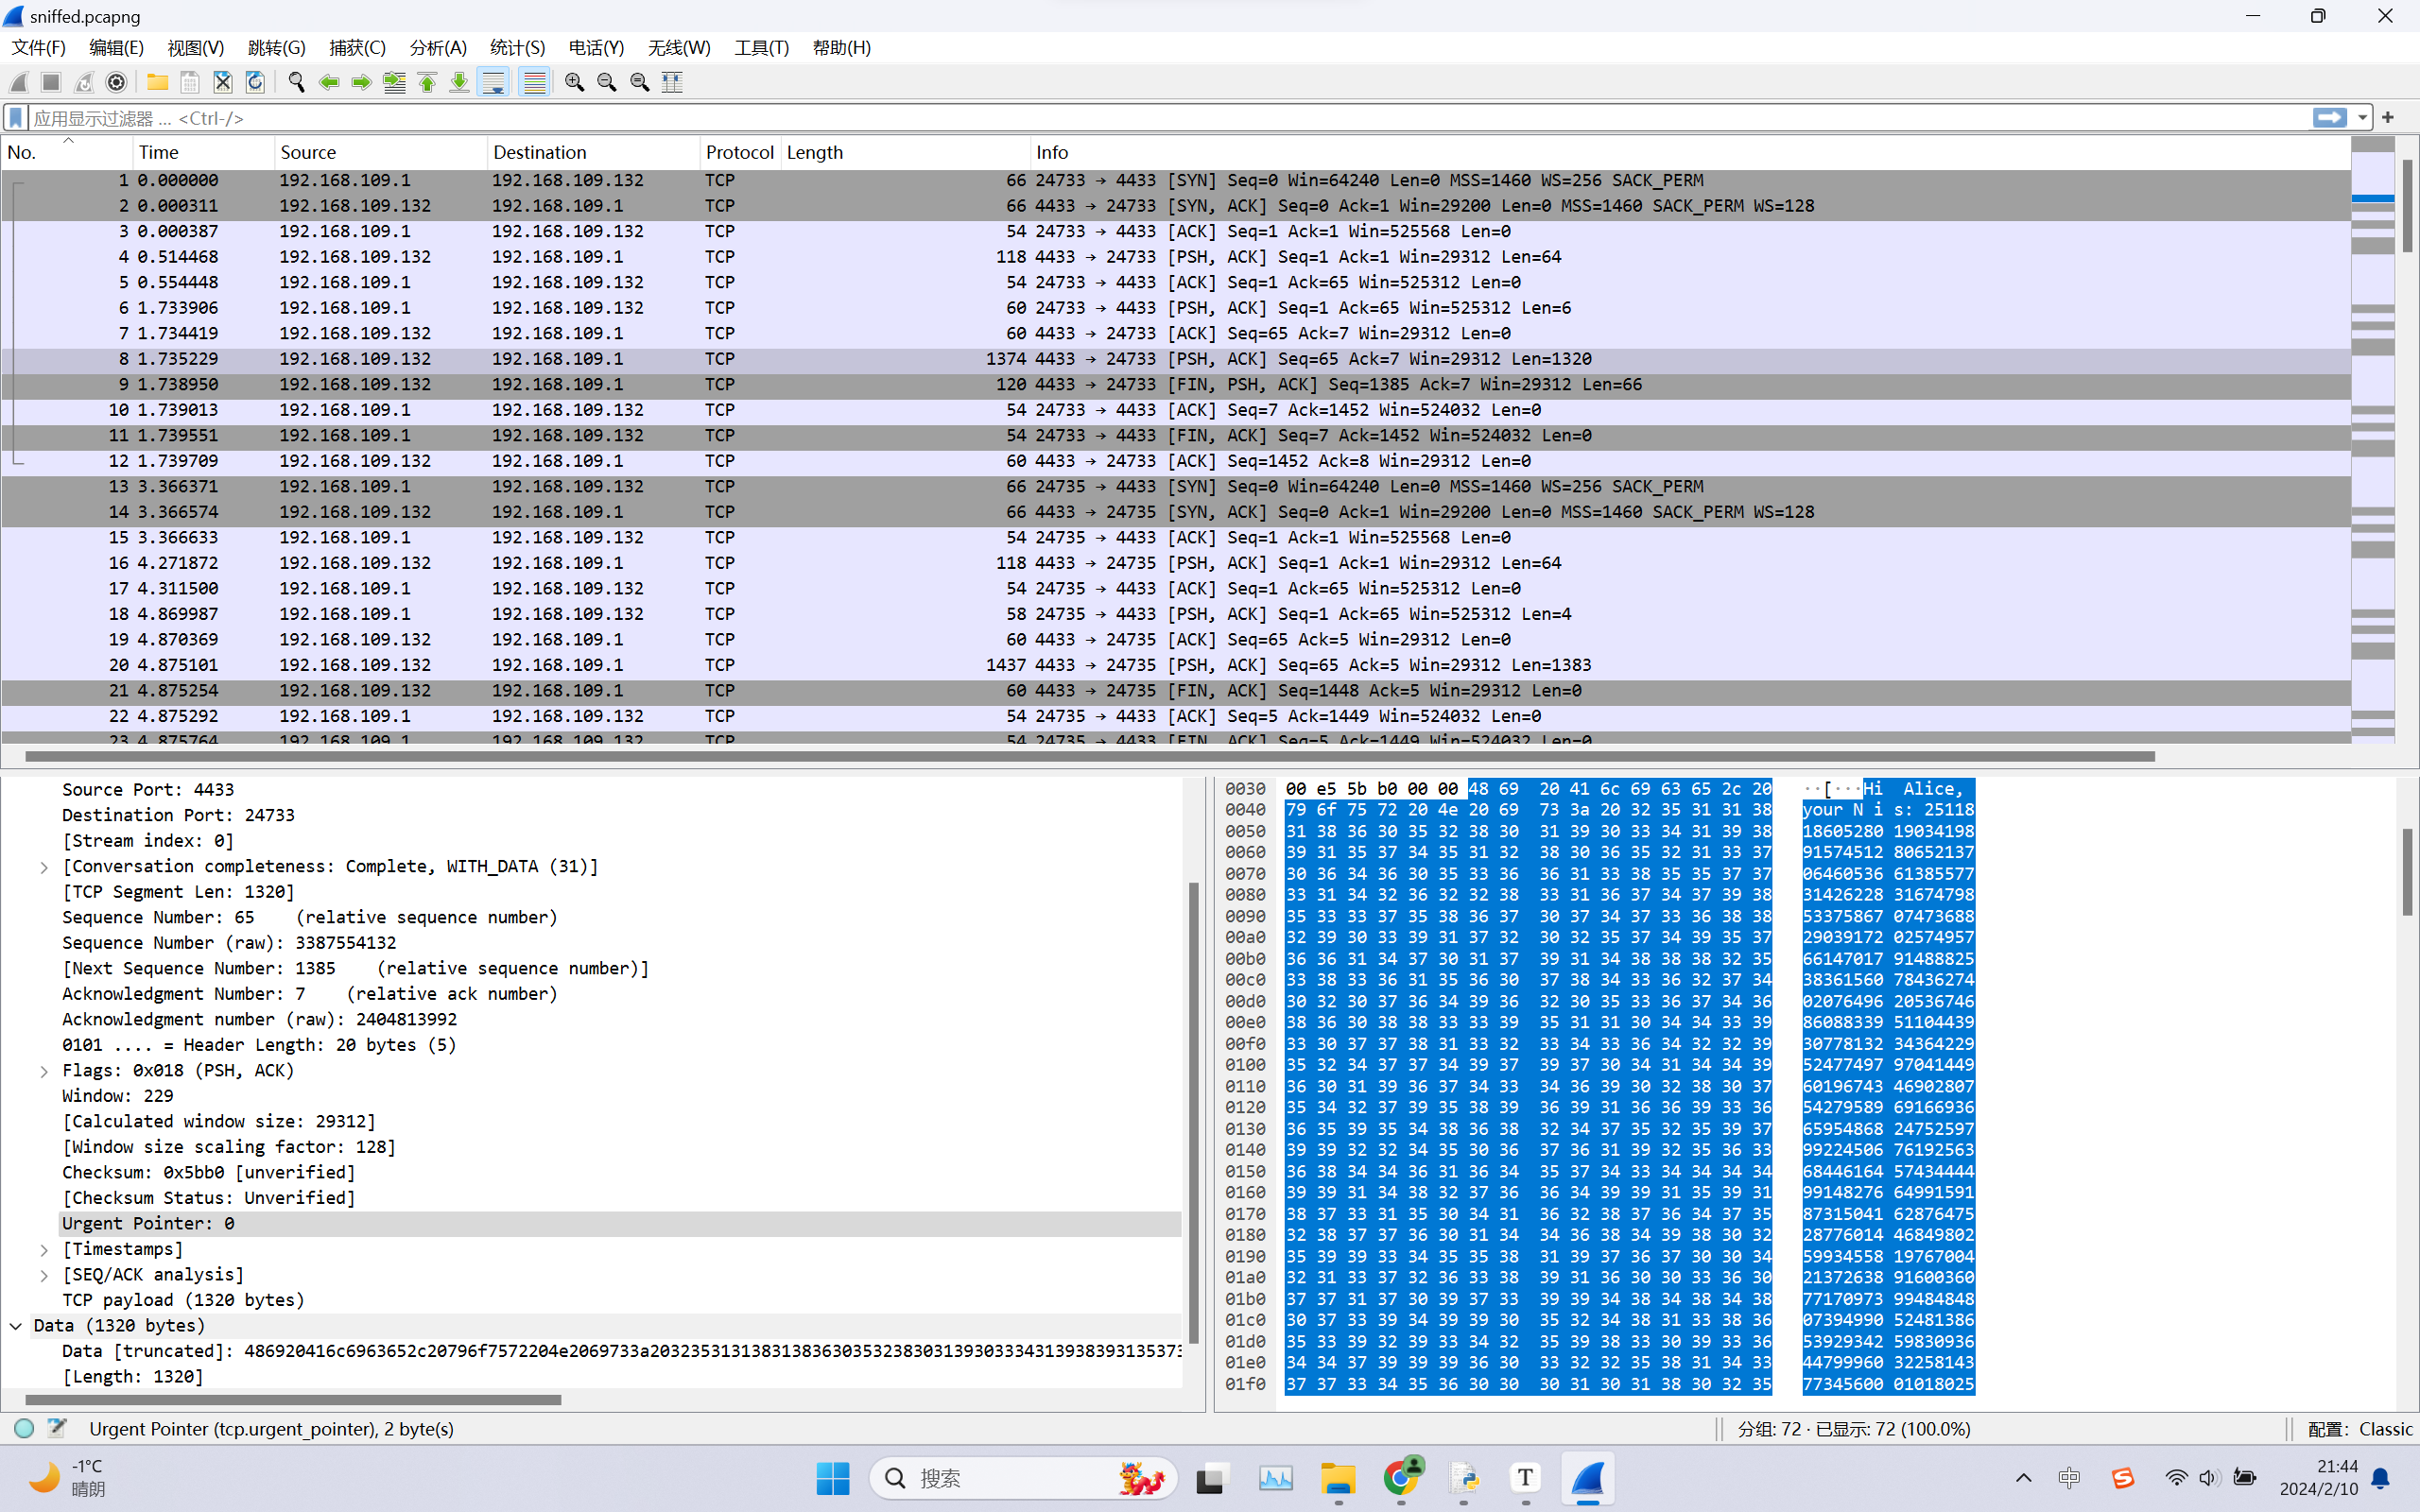 sniffed.pcapng
文件(F) 编辑(E) 视图(V) 跳转(G) 捕获(C) 分析(A) 统计(S) 电话(Y) 无线(W) 工具(T) 帮助(H)
应用显示过滤器 … <Ctrl-/>
No. Time Source Destination Protocol Length Info
1 0.000000 192.168.109.1 192.168.109.132 TCP 66 24733 → 4433 [SYN] Seq=0 Win=64240 Len=0 MSS=1460 WS=256 SACK_PERM
2 0.000311 192.168.109.132 192.168.109.1 TCP 66 4433 → 24733 [SYN, ACK] Seq=0 Ack=1 Win=29200 Len=0 MSS=1460 SACK_PERM WS=128
3 0.000387 192.168.109.1 192.168.109.132 TCP 54 24733 → 4433 [ACK] Seq=1 Ack=1 Win=525568 Len=0
4 0.514468 192.168.109.132 192.168.109.1 TCP 118 4433 → 24733 [PSH, ACK] Seq=1 Ack=1 Win=29312 Len=64
5 0.554448 192.168.109.1 192.168.109.132 TCP 54 24733 → 4433 [ACK] Seq=1 Ack=65 Win=525312 Len=0
6 1.733906 192.168.109.1 192.168.109.132 TCP 60 24733 → 4433 [PSH, ACK] Seq=1 Ack=65 Win=525312 Len=6
7 1.734419 192.168.109.132 192.168.109.1 TCP 60 4433 → 24733 [ACK] Seq=65 Ack=7 Win=29312 Len=0
8 1.735229 192.168.109.132 192.168.109.1 TCP 1374 4433 → 24733 [PSH, ACK] Seq=65 Ack=7 Win=29312 Len=1320
9 1.738950 192.168.109.132 192.168.109.1 TCP 120 4433 → 24733 [FIN, PSH, ACK] Seq=1385 Ack=7 Win=29312 Len=66
10 1.739013 192.168.109.1 192.168.109.132 TCP 54 24733 → 4433 [ACK] Seq=7 Ack=1452 Win=524032 Len=0
11 1.739551 192.168.109.1 192.168.109.132 TCP 54 24733 → 4433 [FIN, ACK] Seq=7 Ack=1452 Win=524032 Len=0
12 1.739709 192.168.109.132 192.168.109.1 TCP 60 4433 → 24733 [ACK] Seq=1452 Ack=8 Win=29312 Len=0
13 3.366371 192.168.109.1 192.168.109.132 TCP 66 24735 → 4433 [SYN] Seq=0 Win=64240 Len=0 MSS=1460 WS=256 SACK_PERM
14 3.366574 192.168.109.132 192.168.109.1 TCP 66 4433 → 24735 [SYN, ACK] Seq=0 Ack=1 Win=29200 Len=0 MSS=1460 SACK_PERM WS=128
15 3.366633 192.168.109.1 192.168.109.132 TCP 54 24735 → 4433 [ACK] Seq=1 Ack=1 Win=525568 Len=0
16 4.271872 192.168.109.132 192.168.109.1 TCP 118 4433 → 24735 [PSH, ACK] Seq=1 Ack=1 Win=29312 Len=64
17 4.311500 192.168.109.1 192.168.109.132 TCP 54 24735 → 4433 [ACK] Seq=1 Ack=65 Win=525312 Len=0
18 4.869987 192.168.109.1 192.168.109.132 TCP 58 24735 → 4433 [PSH, ACK] Seq=1 Ack=65 Win=525312 Len=4
19 4.870369 192.168.109.132 192.168.109.1 TCP 60 4433 → 24735 [ACK] Seq=65 Ack=5 Win=29312 Len=0
20 4.875101 192.168.109.132 192.168.109.1 TCP 1437 4433 → 24735 [PSH, ACK] Seq=65 Ack=5 Win=29312 Len=1383
21 4.875254 192.168.109.132 192.168.109.1 TCP 60 4433 → 24735 [FIN, ACK] Seq=1448 Ack=5 Win=29312 Len=0
22 4.875292 192.168.109.1 192.168.109.132 TCP 54 24735 → 4433 [ACK] Seq=5 Ack=1449 Win=524032 Len=0
23 4.875764 192.168.109.1 192.168.109.132 TCP 54 24735 → 4433 [FIN, ACK] Seq=5 Ack=1449 Win=524032 Len=0
Source Port: 4433
Destination Port: 24733
[Stream index: 0]
[Conversation completeness: Complete, WITH_DATA (31)]
[TCP Segment Len: 1320]
Sequence Number: 65 (relative sequence number)
Sequence Number (raw): 3387554132
[Next Sequence Number: 1385 (relative sequence number)]
Acknowledgment Number: 7 (relative ack number)
Acknowledgment number (raw): 2404813992
0101 .... = Header Length: 20 bytes (5)
Flags: 0x018 (PSH, ACK)
Window: 229
[Calculated window size: 29312]
[Window size scaling factor: 128]
Checksum: 0x5bb0 [unverified]
[Checksum Status: Unverified]
Urgent Pointer: 0
[Timestamps]
[SEQ/ACK analysis]
TCP payload (1320 bytes)
Data (1320 bytes)
Data [truncated]: 486920416c6963652c20796f7572204e2069733a2032353131383138363035323830313930333431393839313537
[Length: 1320]
0030 00 e5 5b b0 00 00 48 69 20 41 6c 69 63 65 2c 20 ··[···Hi Alice,
0040 79 6f 75 72 20 4e 20 69 73 3a 20 32 35 31 31 38 your N i s: 25118
0050 31 38 36 30 35 32 38 30 31 39 30 33 34 31 39 38 18605280 19034198
0060 39 31 35 37 34 35 31 32 38 30 36 35 32 31 33 37 91574512 80652137
0070 30 36 34 36 30 35 33 36 36 31 33 38 35 35 37 37 06460536 61385577
0080 33 31 34 32 36 32 32 38 33 31 36 37 34 37 39 38 31426228 31674798
0090 35 33 33 37 35 38 36 37 30 37 34 37 33 36 38 38 53375867 07473688
00a0 32 39 30 33 39 31 37 32 30 32 35 37 34 39 35 37 29039172 02574957
00b0 36 36 31 34 37 30 31 37 39 31 34 38 38 38 32 35 66147017 91488825
00c0 33 38 33 36 31 35 36 30 37 38 34 33 36 32 37 34 38361560 78436274
00d0 30 32 30 37 36 34 39 36 32 30 35 33 36 37 34 36 02076496 20536746
00e0 38 36 30 38 38 33 33 39 35 31 31 30 34 34 33 39 86088339 51104439
00f0 33 30 37 37 38 31 33 32 33 34 33 36 34 32 32 39 30778132 34364229
0100 35 32 34 37 37 34 39 37 39 37 30 34 31 34 34 39 52477497 97041449
0110 36 30 31 39 36 37 34 33 34 36 39 30 32 38 30 37 60196743 46902807
0120 35 34 32 37 39 35 38 39 36 39 31 36 36 39 33 36 54279589 69166936
0130 36 35 39 35 34 38 36 38 32 34 37 35 32 35 39 37 65954868 24752597
0140 39 39 32 32 34 35 30 36 37 36 31 39 32 35 36 33 99224506 76192563
0150 36 38 34 34 36 31 36 34 35 37 34 33 34 34 34 34 68446164 57434444
0160 39 39 31 34 38 32 37 36 36 34 39 39 31 35 39 31 99148276 64991591
0170 38 37 33 31 35 30 34 31 36 32 38 37 36 34 37 35 87315041 62876475
0180 32 38 37 37 36 30 31 34 34 36 38 34 39 38 30 32 28776014 46849802
0190 35 39 39 33 34 35 35 38 31 39 37 36 37 30 30 34 59934558 19767004
01a0 32 31 33 37 32 36 33 38 39 31 36 30 30 33 36 30 21372638 91600360
01b0 37 37 31 37 30 39 37 33 39 39 34 38 34 38 34 38 77170973 99484848
01c0 30 37 33 39 34 39 39 30 35 32 34 38 31 33 38 36 07394990 52481386
01d0 35 33 39 32 39 33 34 32 35 39 38 33 30 39 33 36 53929342 59830936
01e0 34 34 37 39 39 39 36 30 33 32 32 35 38 31 34 33 44799960 32258143
01f0 37 37 33 34 35 36 30 30 30 31 30 31 38 30 32 35 77345600 01018025
Urgent Pointer (tcp.urgent_pointer), 2 byte(s)
分组: 72 · 已显示: 72 (100.0%)
配置: Classic
-1°C
晴朗
搜索
T
中
S
21:44
2024/2/10